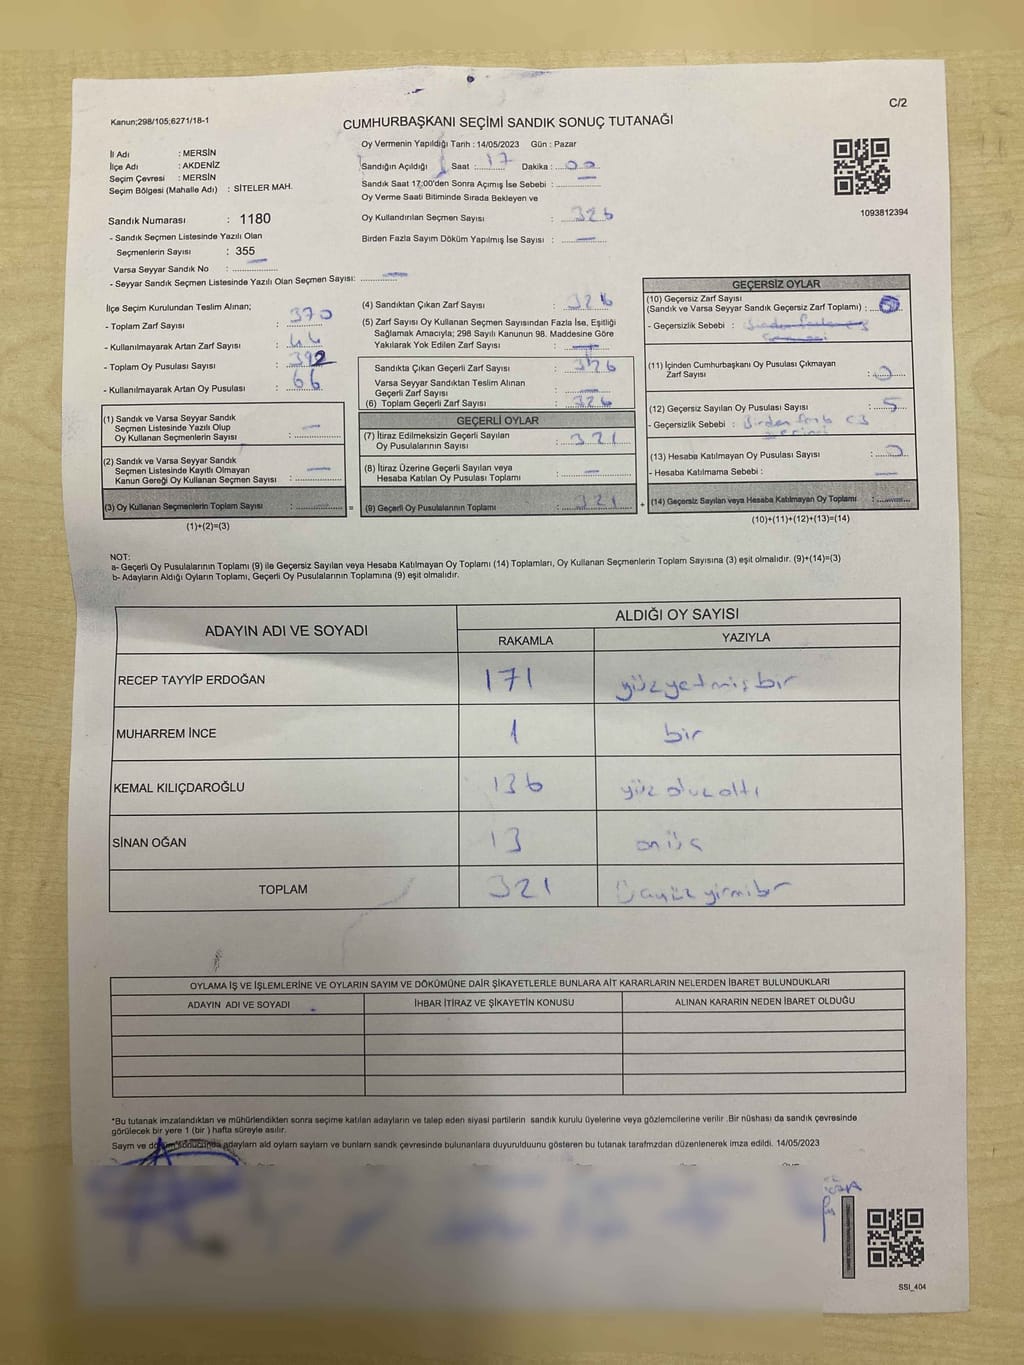 C/2
Kanun;298/105;6271/18-1
CUMHURBAŞKANI SEÇİMİ SANDIK SONUÇ TUTANAĞI
Oy Vermenin Yapıldığı Tarih : 14/05/2023 Gün : Pazar
İl Adı : MERSİN
İlçe Adı : AKDENİZ
Seçim Çevresi : MERSİN
Seçim Bölgesi (Mahalle Adı) : SİTELER MAH.
Sandığın Açıldığı Saat : 17 Dakika : 00
Sandık Saat 17:00'den Sonra Açımış İse Sebebi :
Oy Verme Saati Bitiminde Sırada Bekleyen ve
Oy Kullandırılan Seçmen Sayısı : 326
Birden Fazla Sayım Döküm Yapılmış İse Sayısı : —
1093812394
Sandık Numarası : 1180
- Sandık Seçmen Listesinde Yazılı Olan
Seçmenlerin Sayısı : 355
Varsa Seyyar Sandık No : —
- Seyyar Sandık Seçmen Listesinde Yazılı Olan Seçmen Sayısı: —
İlçe Seçim Kurulundan Teslim Alınan;
- Toplam Zarf Sayısı : 370
- Kullanılmayarak Artan Zarf Sayısı : 44
- Toplam Oy Pusulası Sayısı : 392
- Kullanılmayarak Artan Oy Pusulası : 66
(1) Sandık ve Varsa Seyyar Sandık
Seçmen Listesinde Yazılı Olup
Oy Kullanan Seçmenlerin Sayısı : —
(2) Sandık ve Varsa Seyyar Sandık
Seçmen Listesinde Kayıtlı Olmayan
Kanun Gereği Oy Kullanan Seçmen Sayısı : —
(3) Oy Kullanan Seçmenlerin Toplam Sayısı :
(1)+(2)=(3)
(4) Sandıktan Çıkan Zarf Sayısı : 326
(5) Zarf Sayısı Oy Kullanan Seçmen Sayısından Fazla İse, Eşitliği
Sağlamak Amacıyla; 298 Sayılı Kanunun 98. Maddesine Göre
Yakılarak Yok Edilen Zarf Sayısı :
Sandıkta Çıkan Geçerli Zarf Sayısı : 326
Varsa Seyyar Sandıktan Teslim Alınan
Geçerli Zarf Sayısı : —
(6) Toplam Geçerli Zarf Sayısı : 326
GEÇERLİ OYLAR
(7) İtiraz Edilmeksizin Geçerli Sayılan
Oy Pusulasının Sayısı : 321
(8) İtiraz Üzerine Geçerli Sayılan veya
Hesaba Katılan Oy Pusulası Toplamı : —
= (9) Geçerli Oy Pusulalarının Toplamı : 321
GEÇERSİZ OYLAR
(10) Geçersiz Zarf Sayısı
(Sandık ve Varsa Seyyar Sandık Geçersiz Zarf Toplamı) :
- Geçersizlik Sebebi :
(11) İçinden Cumhurbaşkanı Oy Pusulası Çıkmayan
Zarf Sayısı : 0
(12) Geçersiz Sayılan Oy Pusulası Sayısı : 5
- Geçersizlik Sebebi : Birden fazla
(13) Hesaba Katılmayan Oy Pusulası Sayısı : 0
- Hesaba Katılmama Sebebi : —
+ (14) Geçersiz Sayılan veya Hesaba Katılmayan Oy Toplamı :
(10)+(11)+(12)+(13)=(14)
NOT:
a- Geçerli Oy Pusulalarının Toplamı (9) ile Geçersiz Sayılan veya Hesaba Katılmayan Oy Toplamı (14) Toplamları, Oy Kullanan Seçmenlerin Toplam Sayısına (3) eşit olmalıdır. (9)+(14)=(3)
b- Adayların Aldığı Oyların Toplamı, Geçerli Oy Pusulalarının Toplamına (9) eşit olmalıdır.
ADAYIN ADI VE SOYADI
ALDIĞI OY SAYISI
RAKAMLA YAZIYLA
RECEP TAYYİP ERDOĞAN 171 yüzyetmişbir
MUHARREM İNCE 1 bir
KEMAL KILIÇDAROĞLU 136 yüz otuz altı
SİNAN OĞAN 13 onüç
TOPLAM 321 Üçyüz yirmibir
OYLAMA İŞ VE İŞLEMLERİNE VE OYLARIN SAYIM VE DÖKÜMÜNE DAİR ŞİKAYETLERLE BUNLARA AİT KARARLARIN NELERDEN İBARET BULUNDUKLARI
ADAYIN ADI VE SOYADI İHBAR İTİRAZ VE ŞİKAYETİN KONUSU ALINAN KARARIN NEDEN İBARET OLDUĞU
*Bu tutanak imzalandıktan ve mühürlendikten sonra seçime katılan adayların ve talep eden siyasi partilerin sandık kurulu üyelerine veya gözlemcilerine verilir .Bir nüshası da sandık çevresinde
görülecek bir yere 1 (bir ) hafta süreyle asılır.
Sayım ve döküm sonucunda adaylarn ald oylarn saylarn ve bunlarn sandk çevresinde bulunanlara duyurulduunu gösteren bu tutanak tarafmzdan düzenlenerek imza edildi. 14/05/2023
SSI_404